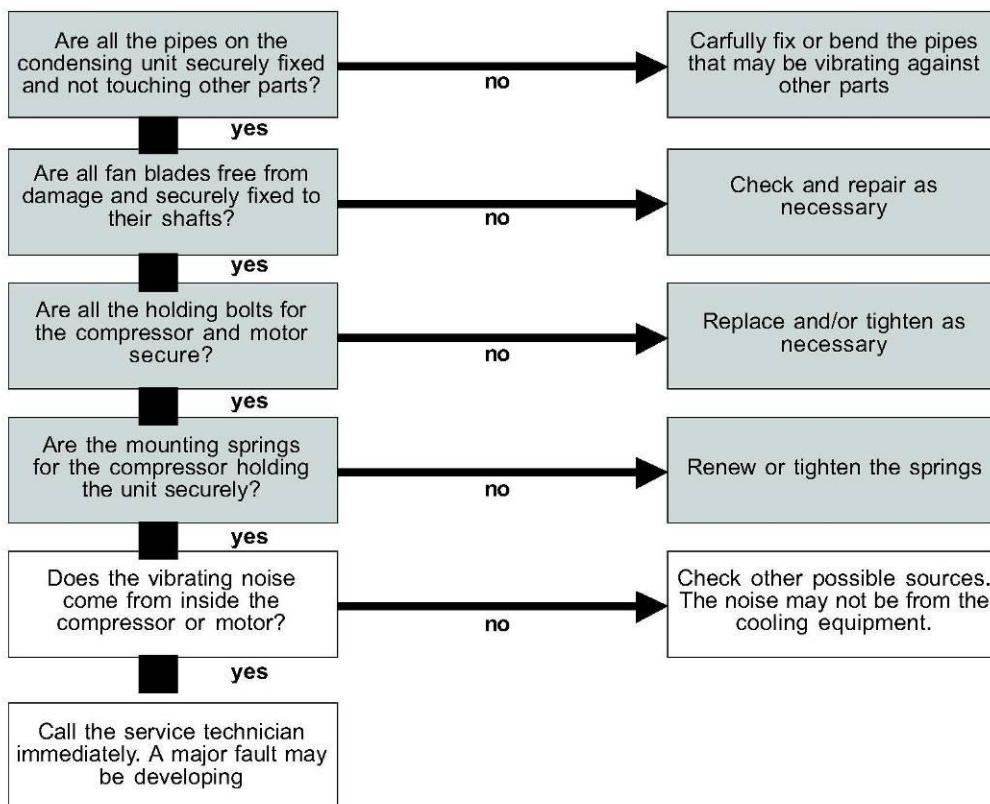 Are all the pipes on the
condensing unit securely fixed
and not touching other parts?
no
Carfully fix or bend the pipes
that may be vibrating against
other parts
yes
Are all fan blades free from
damage and securely fixed to
their shafts?
no
Check and repair as
necessary
yes
Are all the holding bolts for
the compressor and motor
secure?
no
Replace and/or tighten as
necessary
yes
Are the mounting springs
for the compressor holding
the unit securely?
no
Renew or tighten the springs
yes
Does the vibrating noise
come from inside the
compressor or motor?
no
Check other possible sources.
The noise may not be from the
cooling equipment.
yes
Call the service technician
immediately. A major fault may
be developing